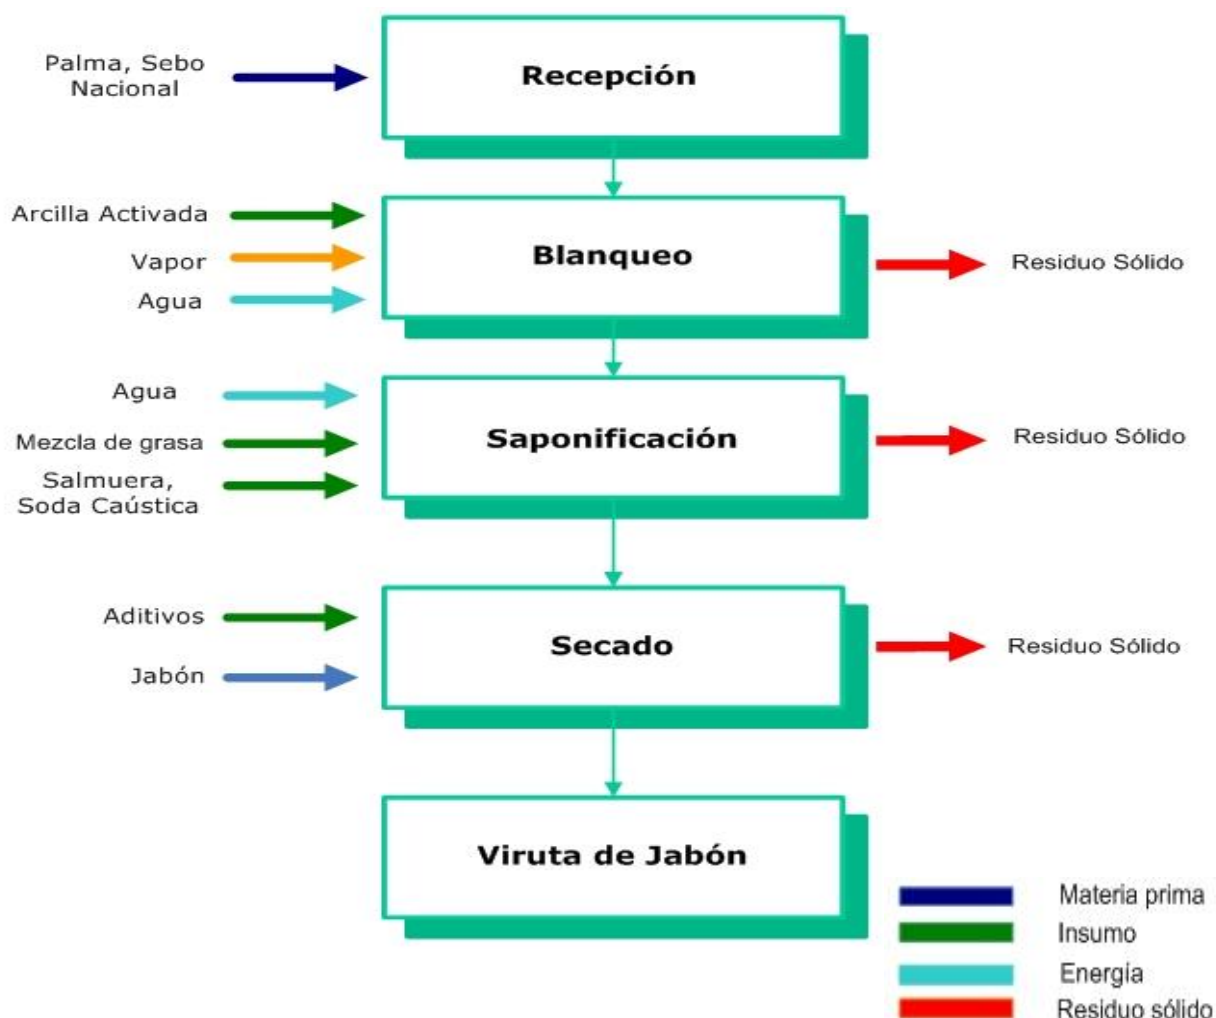 Palma, Sebo
Nacional
Recepción
Arcilla Activada
Vapor
Agua
Blanqueo
Residuo Sólido
Agua
Mezcla de grasa
Salmuera,
Soda Caústica
Saponificación
Residuo Sólido
Aditivos
Jabón
Secado
Residuo Sólido
Viruta de Jabón
Materia prima
Insumo
Energía
Residuo sólido